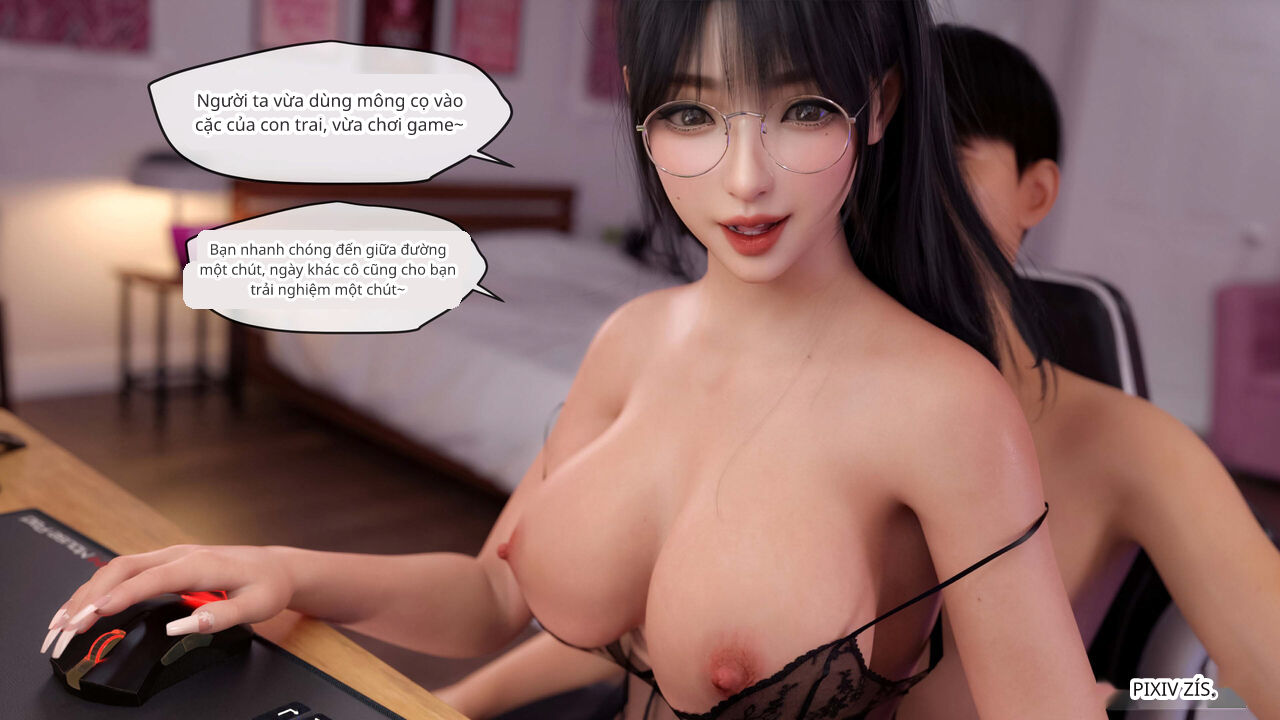 Người ta vừa dùng mông cọ vào
cặc của con trai, vừa chơi game~
Bạn nhanh chóng đến giữa đường
một chút, ngày khác cô cũng cho bạn
trải nghiệm một chút~
PIXIV ZÍS.